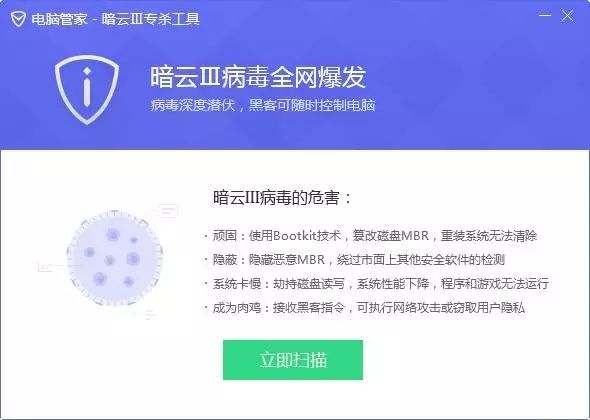 电脑管家 - 暗云Ⅲ专杀工具
暗云Ⅲ病毒全网爆发
病毒深度潜伏，黑客可随时控制电脑
暗云Ⅲ病毒的危害：
· 顽固：使用Bootkit技术，篡改磁盘MBR，重装系统无法清除
· 隐蔽：隐藏恶意MBR，绕过市面上其他安全软件的检测
· 系统卡慢：劫持磁盘读写，系统性能下降，程序和游戏无法运行
· 成为肉鸡：接收黑客指令，可执行网络攻击或窃取用户隐私
立即扫描